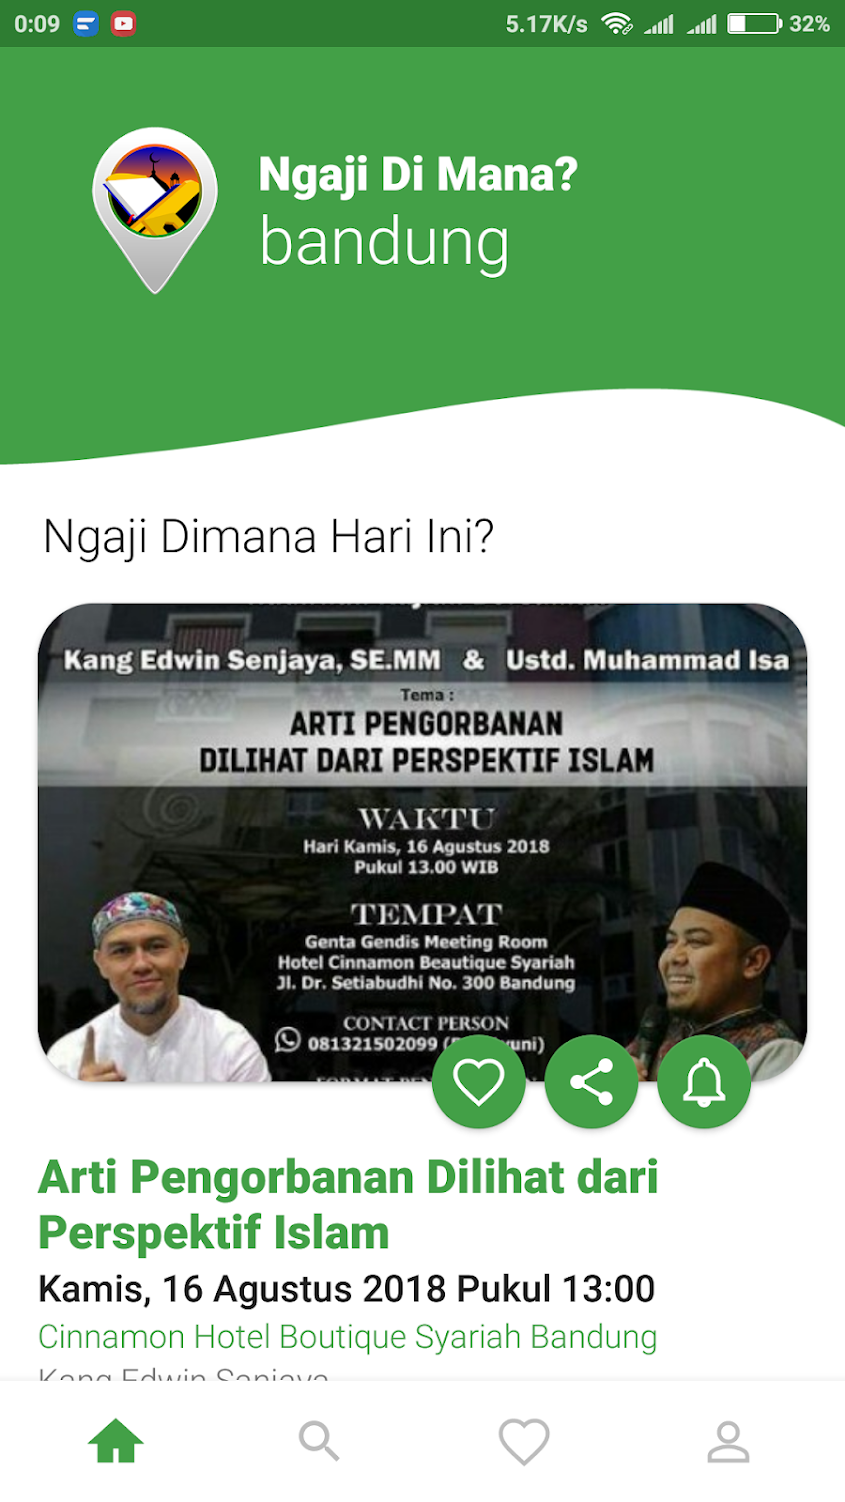 0:09
5.17K/s
32%
Ngaji Di Mana?
bandung
Ngaji Dimana Hari Ini?
Kang Edwin Senjaya, SE.MM & Ustd. Muhammad Isa
Tema :
ARTI PENGORBANAN
DILIHAT DARI PERSPEKTIF ISLAM
WAKTU
Hari Kamis, 16 Agustus 2018
Pukul 13.00 WIB
TEMPAT
Genta Gendis Meeting Room
Hotel Cinnamon Beautique Syariah
Jl. Dr. Setiabudhi No. 300 Bandung
CONTACT PERSON
081321502099
Arti Pengorbanan Dilihat dari
Perspektif Islam
Kamis, 16 Agustus 2018 Pukul 13:00
Cinnamon Hotel Boutique Syariah Bandung
Kang Edwin Senjaya